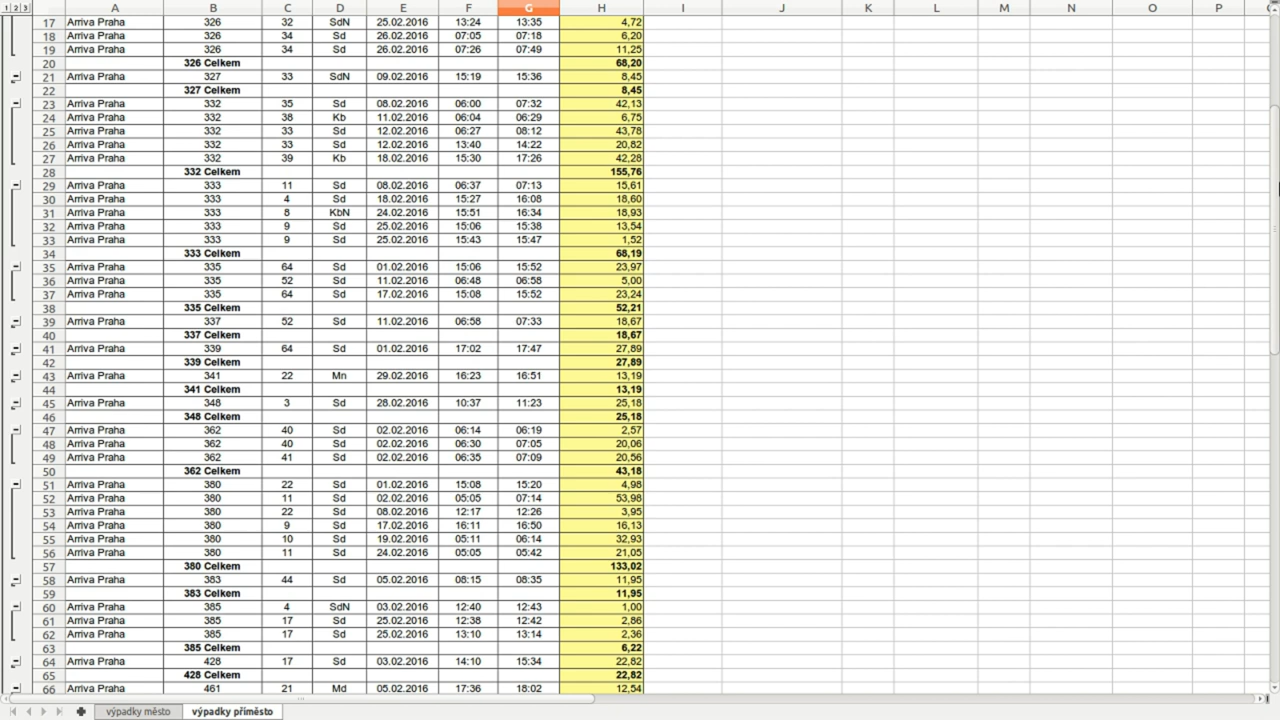 1 2 3 A B C D E F G H I J K L M N O P
17 Arriva Praha 326 32 SdN 25.02.2016 13:24 13:35 4,72
18 Arriva Praha 326 34 Sd 26.02.2016 07:05 07:18 6,20
19 Arriva Praha 326 34 Sd 26.02.2016 07:26 07:49 11,25
20 326 Celkem 68,20
21 Arriva Praha 327 33 SdN 09.02.2016 15:19 15:36 8,45
22 327 Celkem 8,45
23 Arriva Praha 332 35 Sd 08.02.2016 06:00 07:32 42,13
24 Arriva Praha 332 38 Kb 11.02.2016 06:04 06:29 6,75
25 Arriva Praha 332 33 Sd 12.02.2016 06:27 08:12 43,78
26 Arriva Praha 332 33 Sd 12.02.2016 13:40 14:22 20,82
27 Arriva Praha 332 39 Kb 18.02.2016 15:30 17:26 42,28
28 332 Celkem 155,76
29 Arriva Praha 333 11 Sd 08.02.2016 06:37 07:13 15,61
30 Arriva Praha 333 4 Sd 18.02.2016 15:27 16:08 18,60
31 Arriva Praha 333 8 KbN 24.02.2016 15:51 16:34 18,93
32 Arriva Praha 333 9 Sd 25.02.2016 15:06 15:38 13,54
33 Arriva Praha 333 9 Sd 25.02.2016 15:43 15:47 1,52
34 333 Celkem 68,19
35 Arriva Praha 335 64 Sd 01.02.2016 15:06 15:52 23,97
36 Arriva Praha 335 52 Sd 11.02.2016 06:48 06:58 5,00
37 Arriva Praha 335 64 Sd 17.02.2016 15:08 15:52 23,24
38 335 Celkem 52,21
39 Arriva Praha 337 52 Sd 11.02.2016 06:58 07:33 18,67
40 337 Celkem 18,67
41 Arriva Praha 339 64 Sd 01.02.2016 17:02 17:47 27,89
42 339 Celkem 27,89
43 Arriva Praha 341 22 Mn 29.02.2016 16:23 16:51 13,19
44 341 Celkem 13,19
45 Arriva Praha 348 3 Sd 28.02.2016 10:37 11:23 25,18
46 348 Celkem 25,18
47 Arriva Praha 362 40 Sd 02.02.2016 06:14 06:19 2,57
48 Arriva Praha 362 40 Sd 02.02.2016 06:30 07:05 20,06
49 Arriva Praha 362 41 Sd 02.02.2016 06:35 07:09 20,56
50 362 Celkem 43,18
51 Arriva Praha 380 22 Sd 01.02.2016 15:08 15:20 4,98
52 Arriva Praha 380 11 Sd 02.02.2016 05:05 07:14 53,98
53 Arriva Praha 380 22 Sd 08.02.2016 12:17 12:26 3,95
54 Arriva Praha 380 9 Sd 17.02.2016 16:11 16:50 16,13
55 Arriva Praha 380 10 Sd 19.02.2016 05:11 06:14 32,93
56 Arriva Praha 380 11 Sd 24.02.2016 05:05 05:42 21,05
57 380 Celkem 133,02
58 Arriva Praha 383 44 Sd 05.02.2016 08:15 08:35 11,95
59 383 Celkem 11,95
60 Arriva Praha 385 4 SdN 03.02.2016 12:40 12:43 1,00
61 Arriva Praha 385 17 Sd 25.02.2016 12:38 12:42 2,86
62 Arriva Praha 385 17 Sd 25.02.2016 13:10 13:14 2,36
63 385 Celkem 6,22
64 Arriva Praha 428 17 Sd 03.02.2016 14:10 15:34 22,82
65 428 Celkem 22,82
66 Arriva Praha 461 21 Md 05.02.2016 17:36 18:02 12,54
výpadky město výpadky příměsto